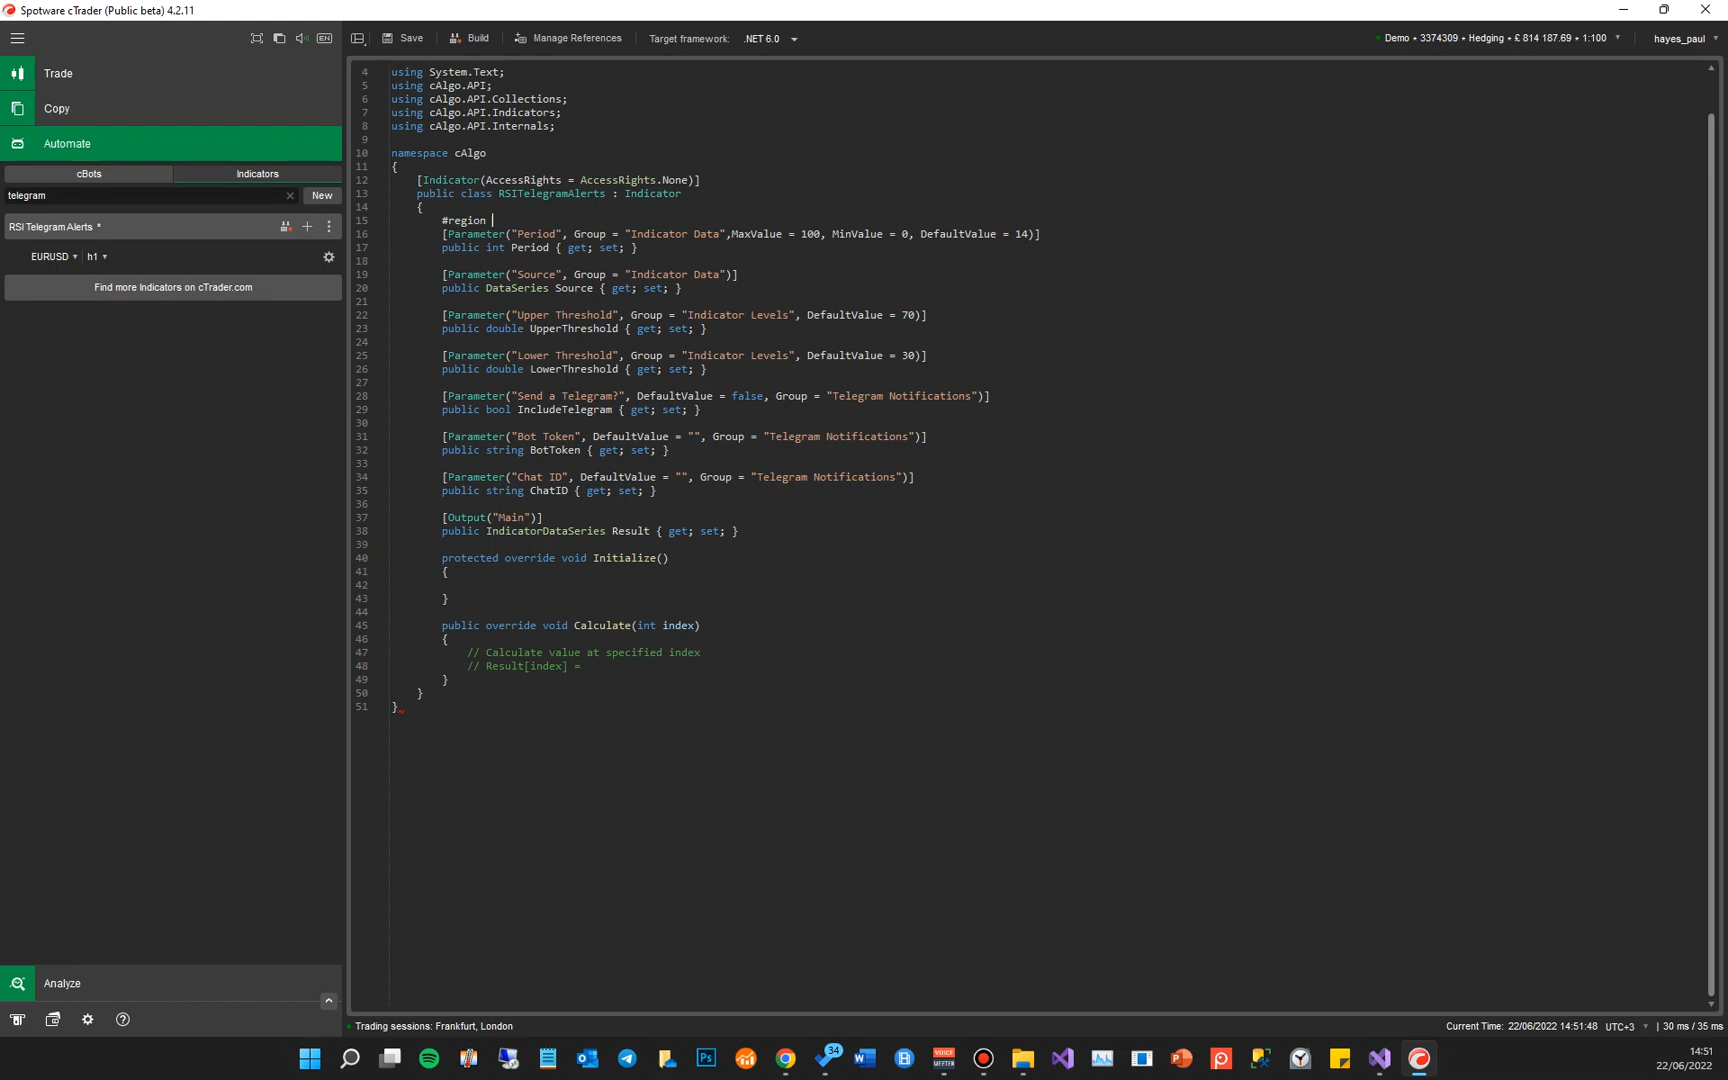 Spotware cTrader (Public beta) 4.2.11
EN
Save
Build
Manage References
Target framework:
.NET 6.0
Demo • 3374309 • Hedging • £ 814 187.69 • 1:100
hayes_paul
Trade
Copy
Automate
cBots
Indicators
telegram
New
RSI Telegram Alerts *
EURUSD
h1
Find more Indicators on cTrader.com
4 using System.Text;
5 using cAlgo.API;
6 using cAlgo.API.Collections;
7 using cAlgo.API.Indicators;
8 using cAlgo.API.Internals;
9
10 namespace cAlgo
11 {
12 [Indicator(AccessRights = AccessRights.None)]
13 public class RSITelegramAlerts : Indicator
14 {
15 #region
16 [Parameter("Period", Group = "Indicator Data",MaxValue = 100, MinValue = 0, DefaultValue = 14)]
17 public int Period { get; set; }
18
19 [Parameter("Source", Group = "Indicator Data")]
20 public DataSeries Source { get; set; }
21
22 [Parameter("Upper Threshold", Group = "Indicator Levels", DefaultValue = 70)]
23 public double UpperThreshold { get; set; }
24
25 [Parameter("Lower Threshold", Group = "Indicator Levels", DefaultValue = 30)]
26 public double LowerThreshold { get; set; }
27
28 [Parameter("Send a Telegram?", DefaultValue = false, Group = "Telegram Notifications")]
29 public bool IncludeTelegram { get; set; }
30
31 [Parameter("Bot Token", DefaultValue = "", Group = "Telegram Notifications")]
32 public string BotToken { get; set; }
33
34 [Parameter("Chat ID", DefaultValue = "", Group = "Telegram Notifications")]
35 public string ChatID { get; set; }
36
37 [Output("Main")]
38 public IndicatorDataSeries Result { get; set; }
39
40 protected override void Initialize()
41 {
42
43 }
44
45 public override void Calculate(int index)
46 {
47 // Calculate value at specified index
48 // Result[index] =
49 }
50 }
51 }
Analyze
Trading sessions: Frankfurt, London
Current Time: 22/06/2022 14:51:48 UTC+3 | 30 ms / 35 ms
Ps
34
VOICE MEETER
14:51
22/06/2022